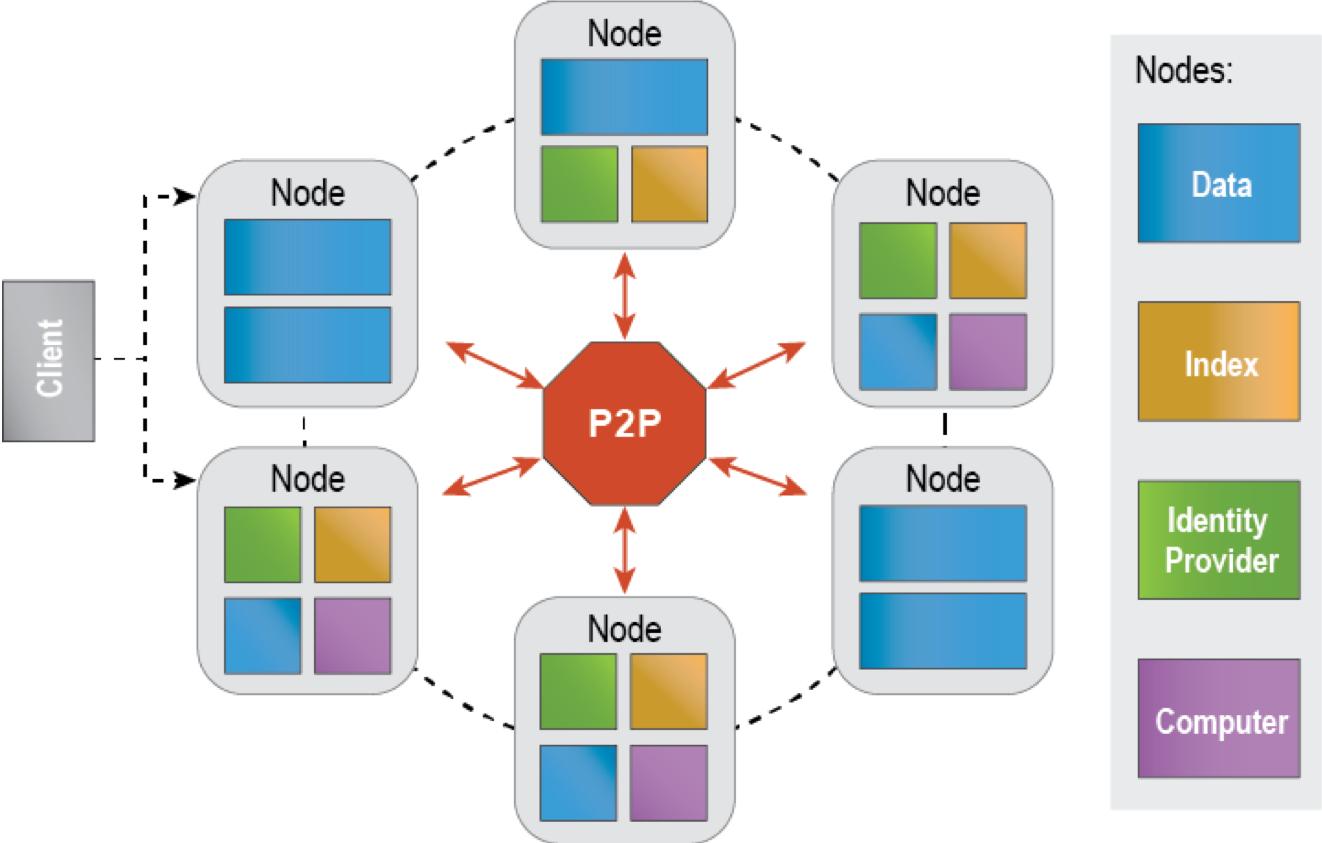 Node
Nodes:
Node
Node
Data
Client
Index
P2P
Node
Node
Identity
Provider
Node
Computer